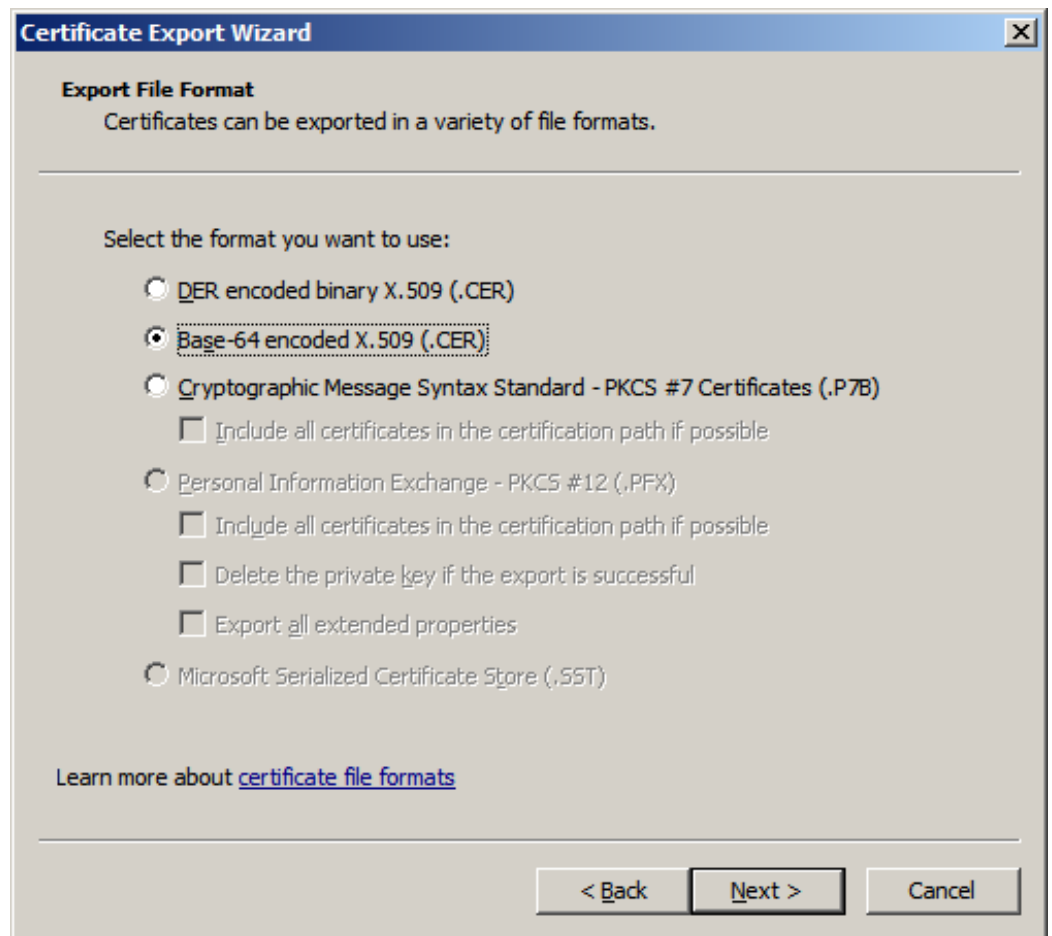 Certificate Export Wizard
Export File Format
Certificates can be exported in a variety of file formats.
Select the format you want to use:
DER encoded binary X.509 (.CER)
Base-64 encoded X.509 (.CER)
Cryptographic Message Syntax Standard - PKCS #7 Certificates (.P7B)
Include all certificates in the certification path if possible
Personal Information Exchange - PKCS #12 (.PFX)
Include all certificates in the certification path if possible
Delete the private key if the export is successful
Export all extended properties
Microsoft Serialized Certificate Store (.SST)
Learn more about certificate file formats
< Back Next > Cancel